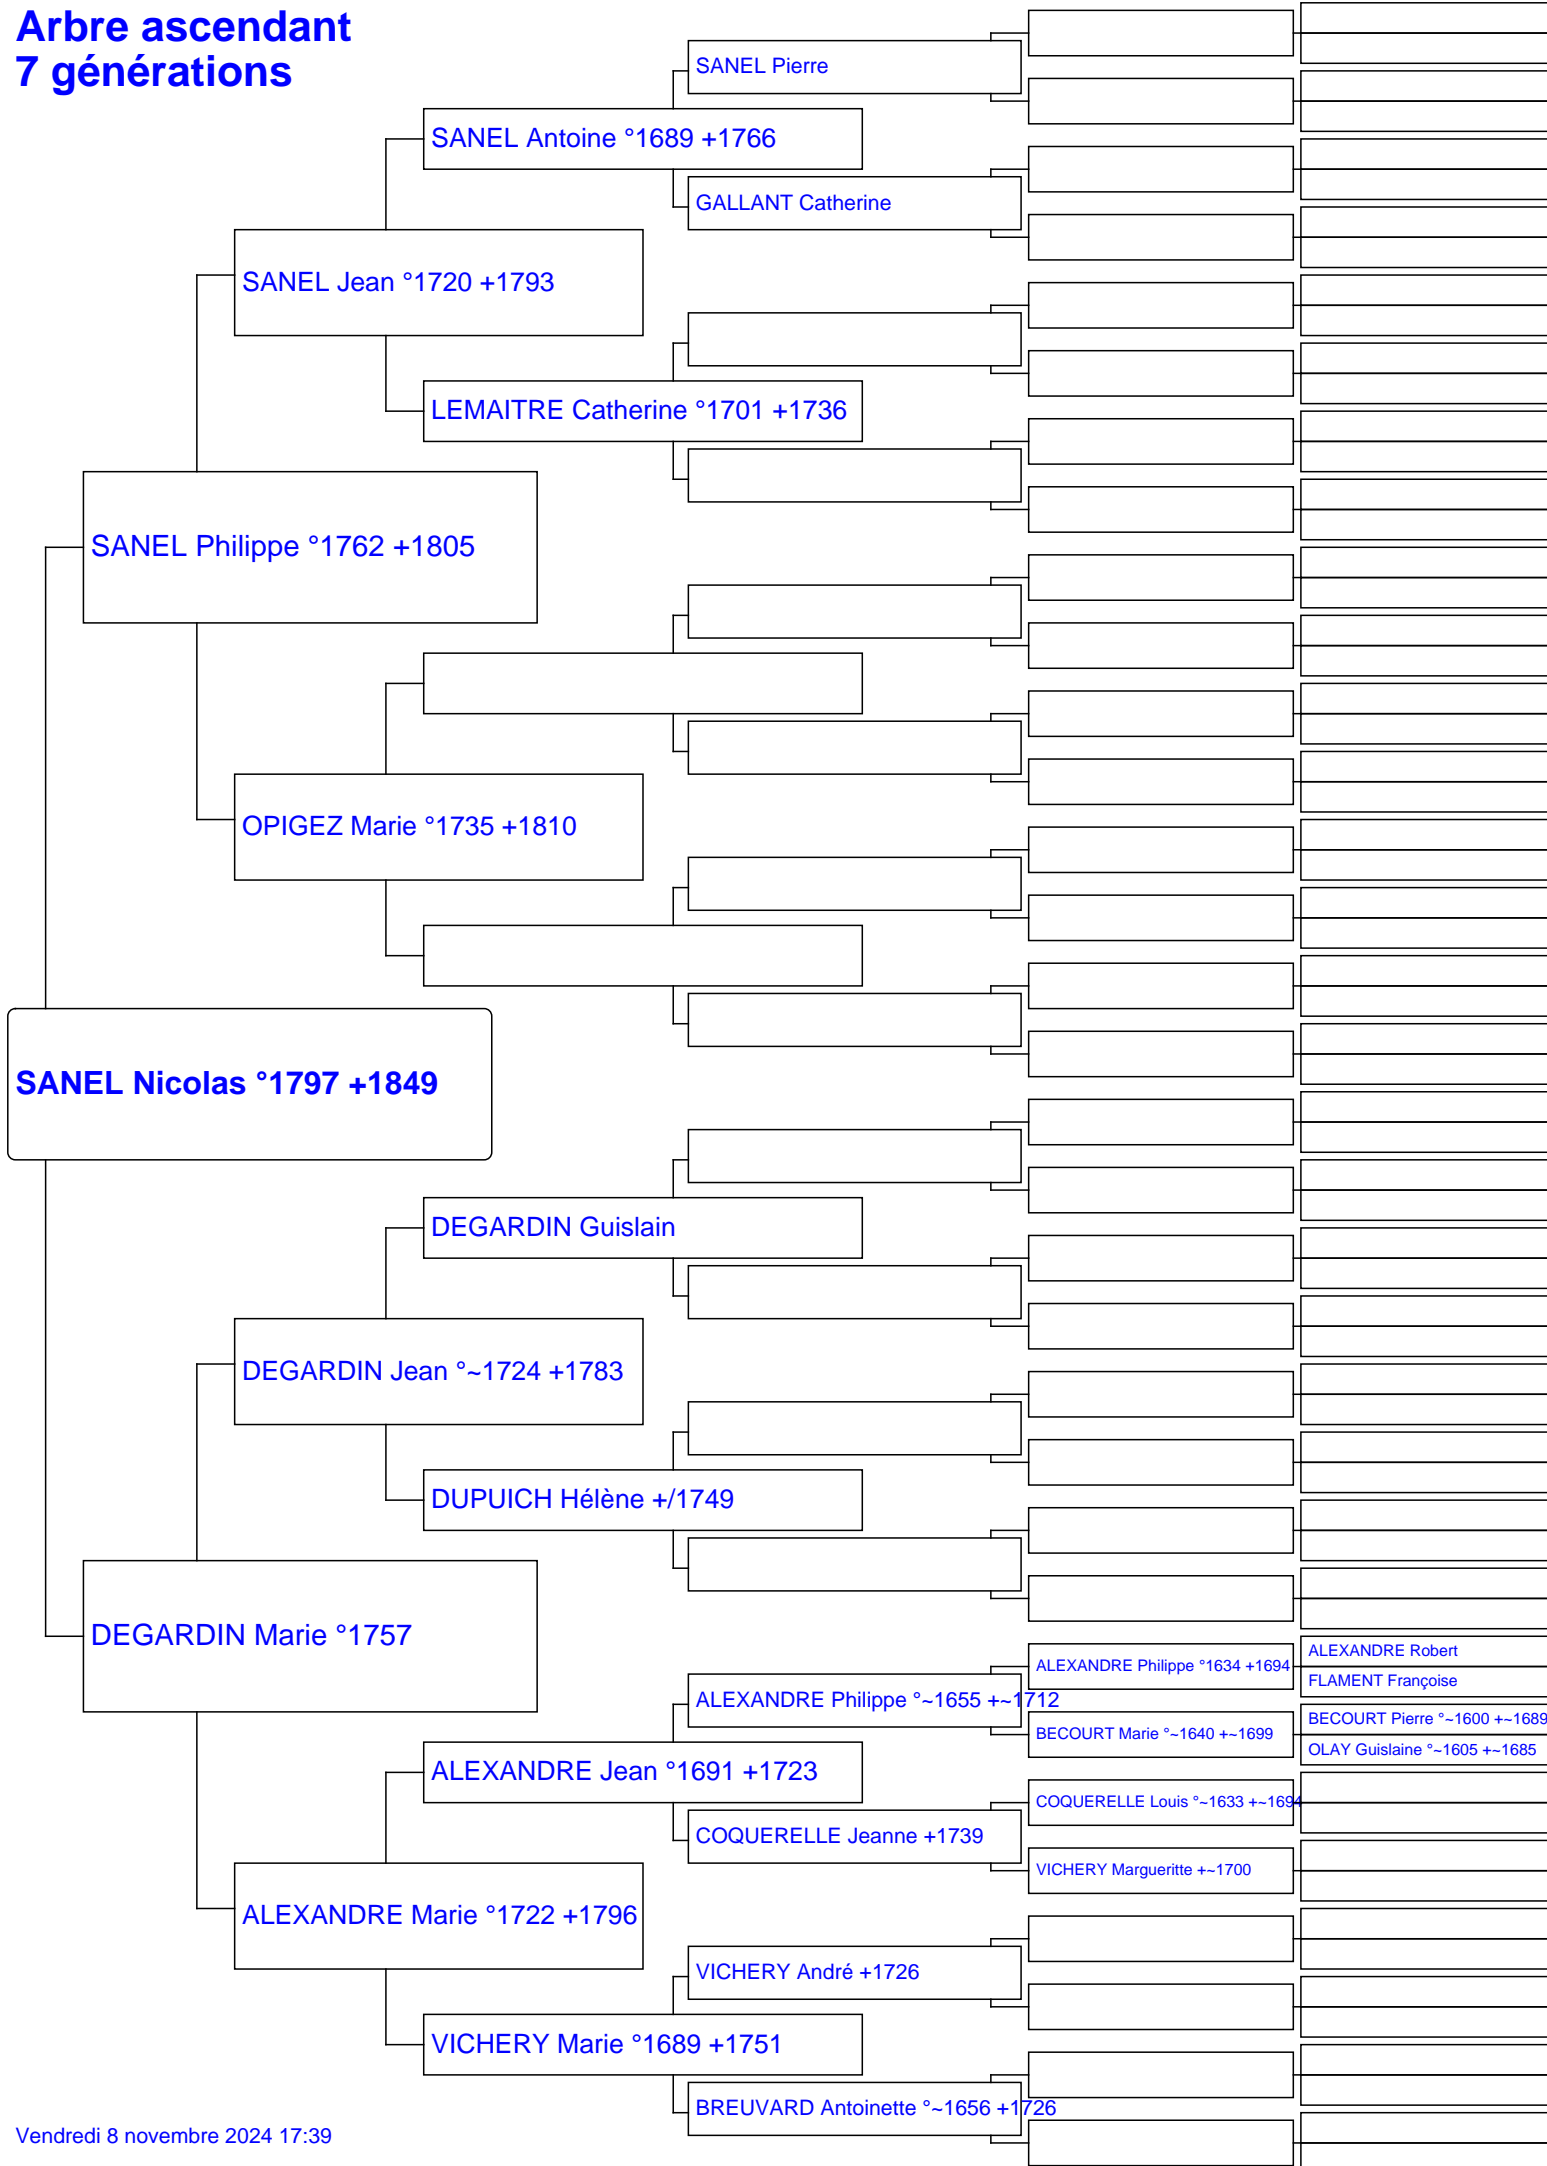 Arbre ascendant
7 générations
SANEL Pierre
SANEL Antoine °1689 +1766
GALLANT Catherine
SANEL Jean °1720 +1793
LEMAITRE Catherine °1701 +1736
SANEL Philippe °1762 +1805
OPIGEZ Marie °1735 +1810
SANEL Nicolas °1797 +1849
DEGARDIN Guislain
DEGARDIN Jean °~1724 +1783
DUPUICH Hélène +/1749
DEGARDIN Marie °1757
ALEXANDRE Robert
ALEXANDRE Philippe °1634 +1694
FLAMENT Françoise
ALEXANDRE Philippe °~1655 +~1712
BECOURT Pierre °~1600 +~1689
BECOURT Marie °~1640 +~1699
OLAY Guislaine °~1605 +~1685
ALEXANDRE Jean °1691 +1723
COQUERELLE Louis °~1633 +~1694
COQUERELLE Jeanne +1739
VICHERY Margueritte +~1700
ALEXANDRE Marie °1722 +1796
VICHERY André +1726
VICHERY Marie °1689 +1751
BREUVARD Antoinette °~1656 +1726
Vendredi 8 novembre 2024 17:39